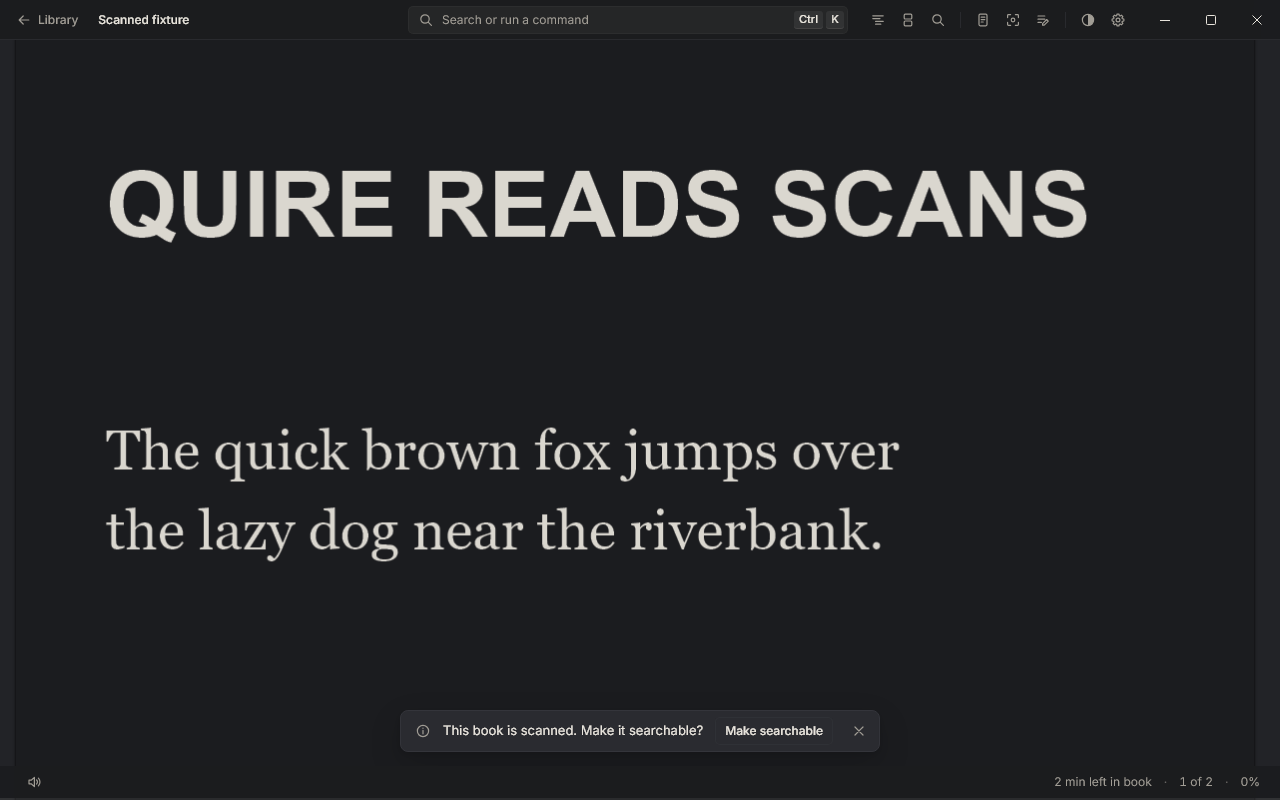 Library Scanned fixture Search or run a command Ctrl K
QUIRE READS SCANS
The quick brown fox jumps over
the lazy dog near the riverbank.
This book is scanned. Make it searchable? Make searchable
2 min left in book · 1 of 2 · 0%